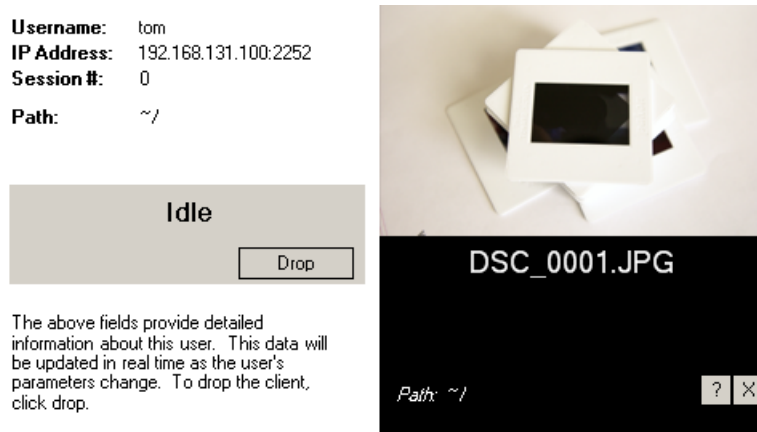 Username: tom
IP Address: 192.168.131.100:2252
Session #: 0
Path: ~/
Idle
Drop
The above fields provide detailed
information about this user. This data will
be updated in real time as the user's
parameters change. To drop the client,
click drop.
DSC_0001.JPG
Path: ~/
? X